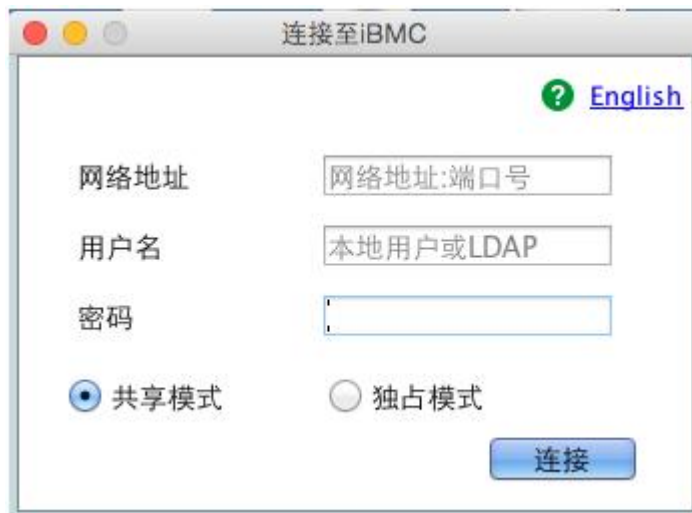 连接至iBMC
? English
网络地址 网络地址:端口号
用户名 本地用户或LDAP
密码
共享模式 独占模式
连接